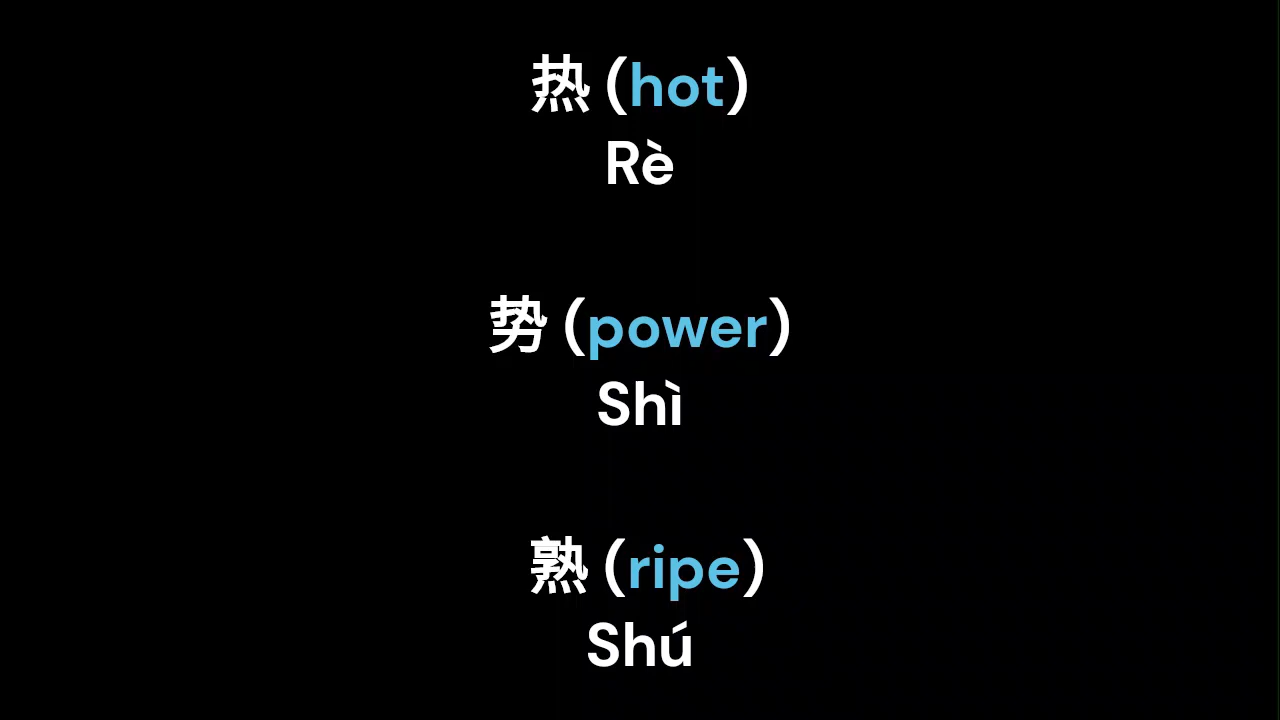 热 (hot)
Rè
势 (power)
Shì
熟 (ripe)
Shú